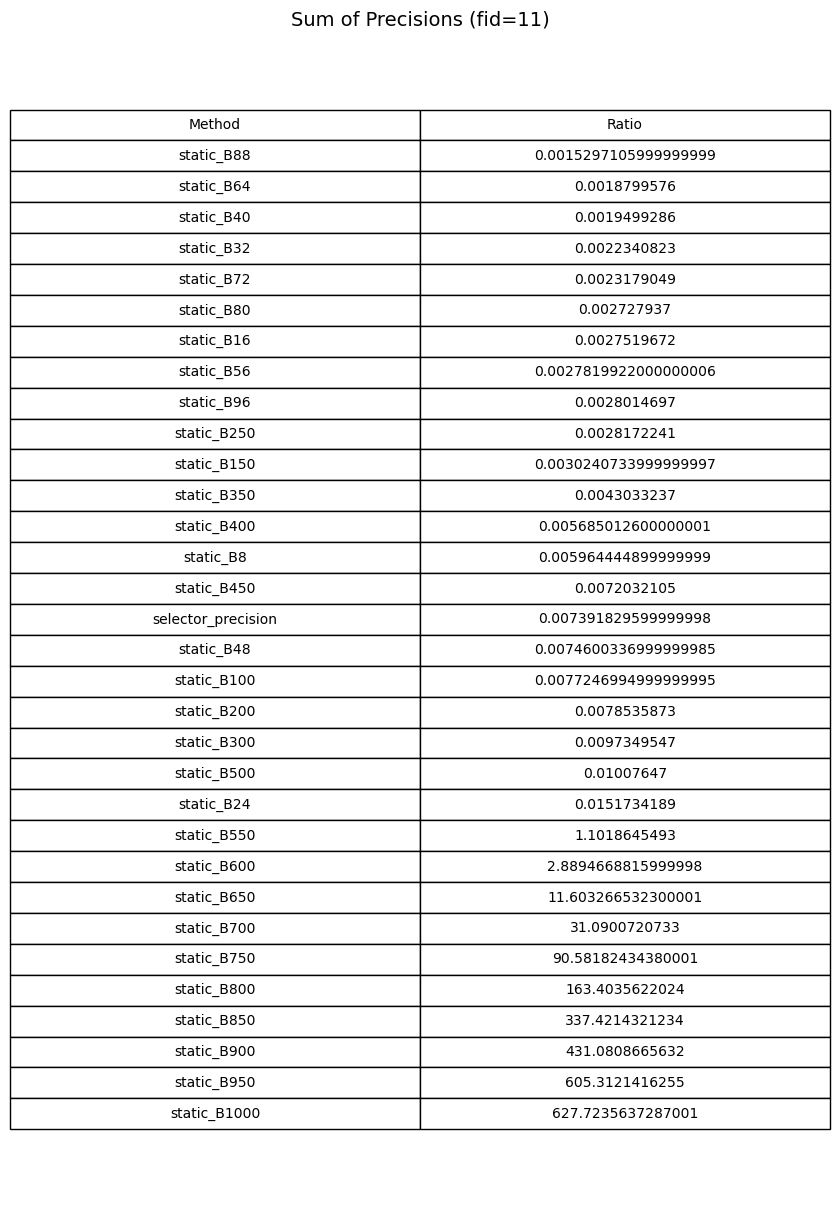 Sum of Precisions (fid=11)
Method Ratio
static_B88 0.0015297105999999999
static_B64 0.0018799576
static_B40 0.0019499286
static_B32 0.0022340823
static_B72 0.0023179049
static_B80 0.002727937
static_B16 0.0027519672
static_B56 0.0027819922000000006
static_B96 0.0028014697
static_B250 0.0028172241
static_B150 0.0030240733999999997
static_B350 0.0043033237
static_B400 0.005685012600000001
static_B8 0.005964444899999999
static_B450 0.0072032105
selector_precision 0.007391829599999998
static_B48 0.0074600336999999985
static_B100 0.0077246994999999995
static_B200 0.0078535873
static_B300 0.0097349547
static_B500 0.01007647
static_B24 0.0151734189
static_B550 1.1018645493
static_B600 2.8894668815999998
static_B650 11.603266532300001
static_B700 31.0900720733
static_B750 90.58182434380001
static_B800 163.4035622024
static_B850 337.4214321234
static_B900 431.0808665632
static_B950 605.3121416255
static_B1000 627.7235637287001